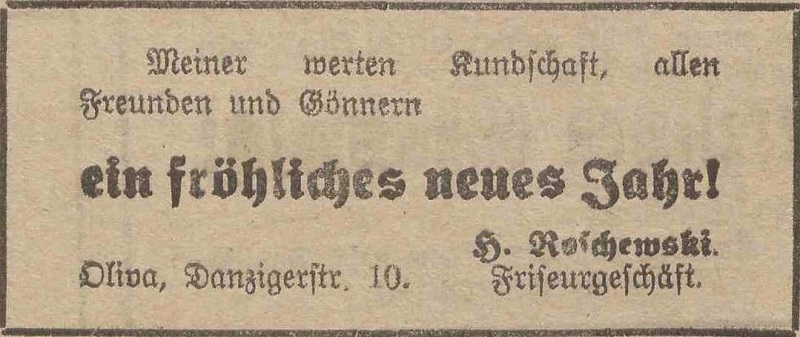 Meiner werten Kundschaft, allen
Freunden und Gönnern
ein fröhliches neues Jahr!
H. Roschewski.
Oliva, Danzigerstr. 10. Friseurgeschäft.